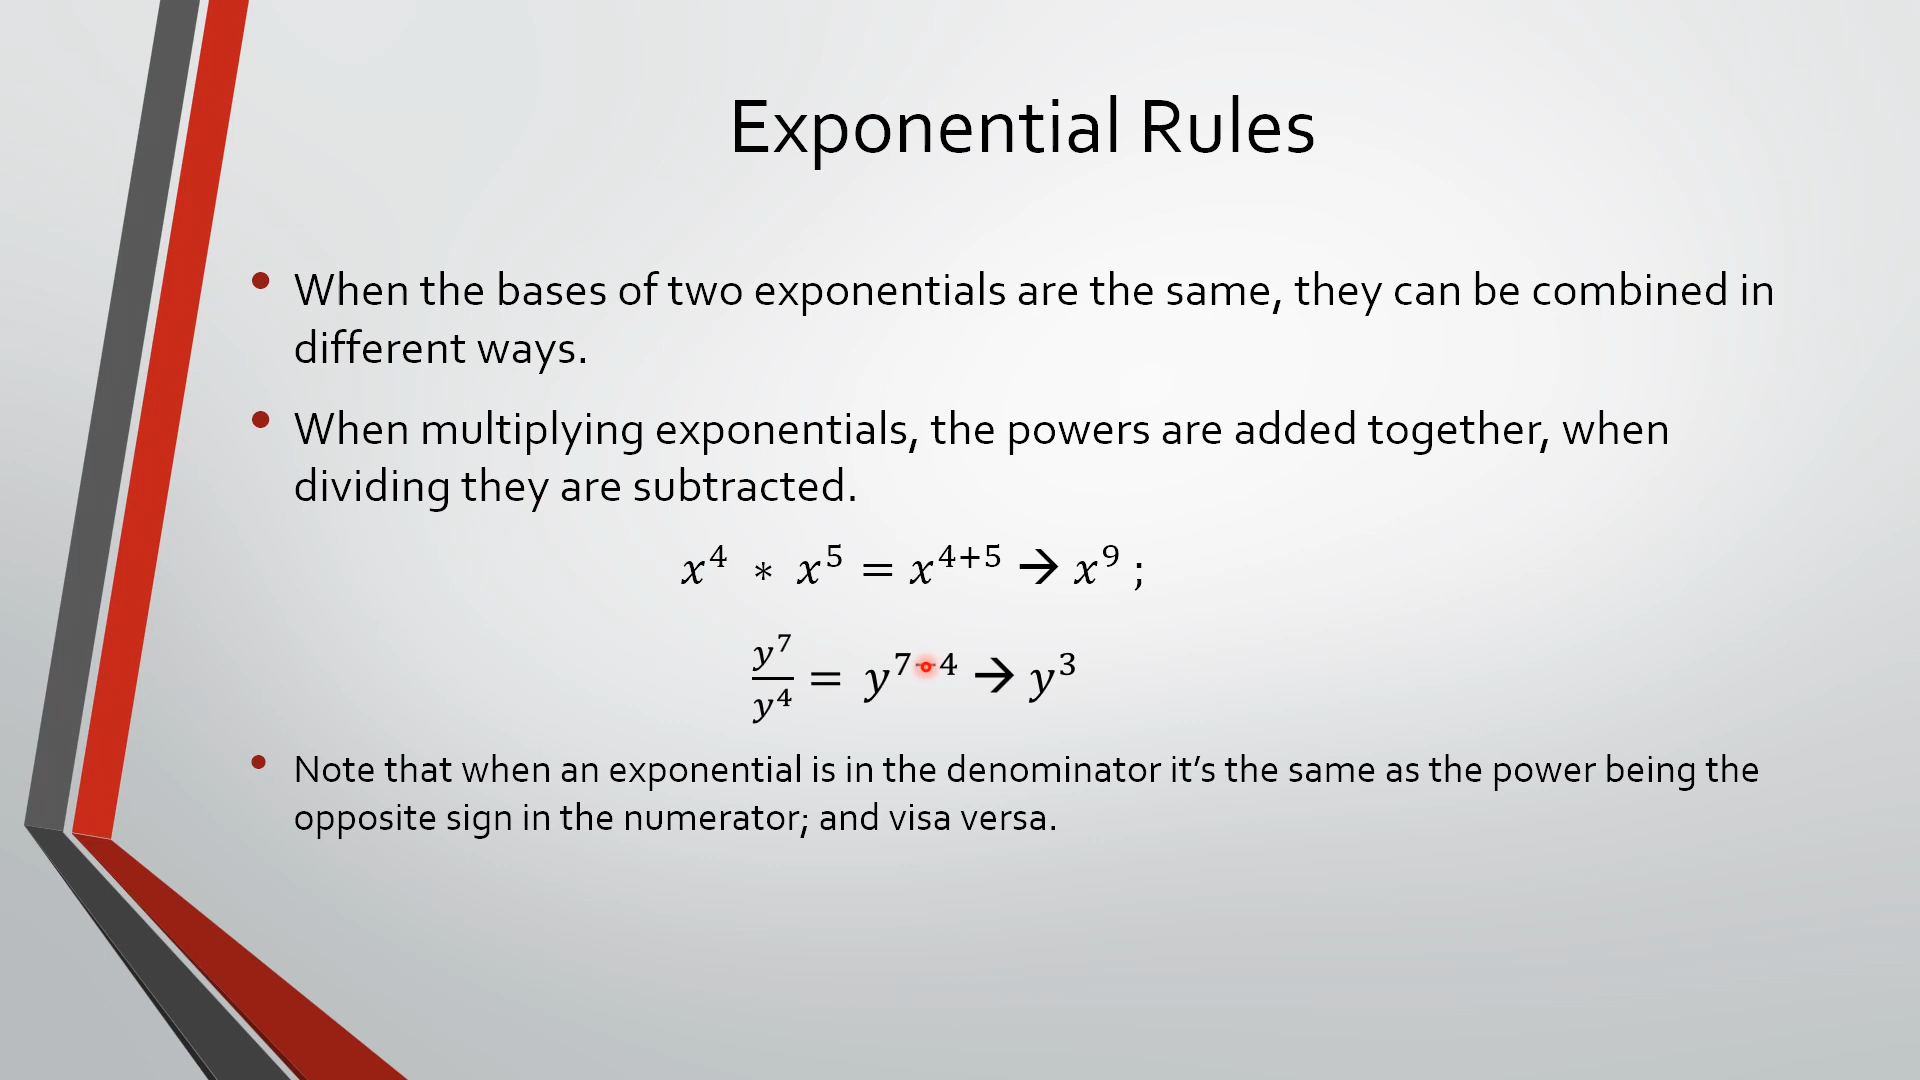 Exponential Rules
• When the bases of two exponentials are the same, they can be combined in
different ways.
• When multiplying exponentials, the powers are added together, when
dividing they are subtracted.
x⁴ * x⁵ = x⁴⁺⁵ → x⁹ ;
y⁷/y⁴ = y⁷⁻⁴ → y³
• Note that when an exponential is in the denominator it’s the same as the power being the
opposite sign in the numerator; and visa versa.